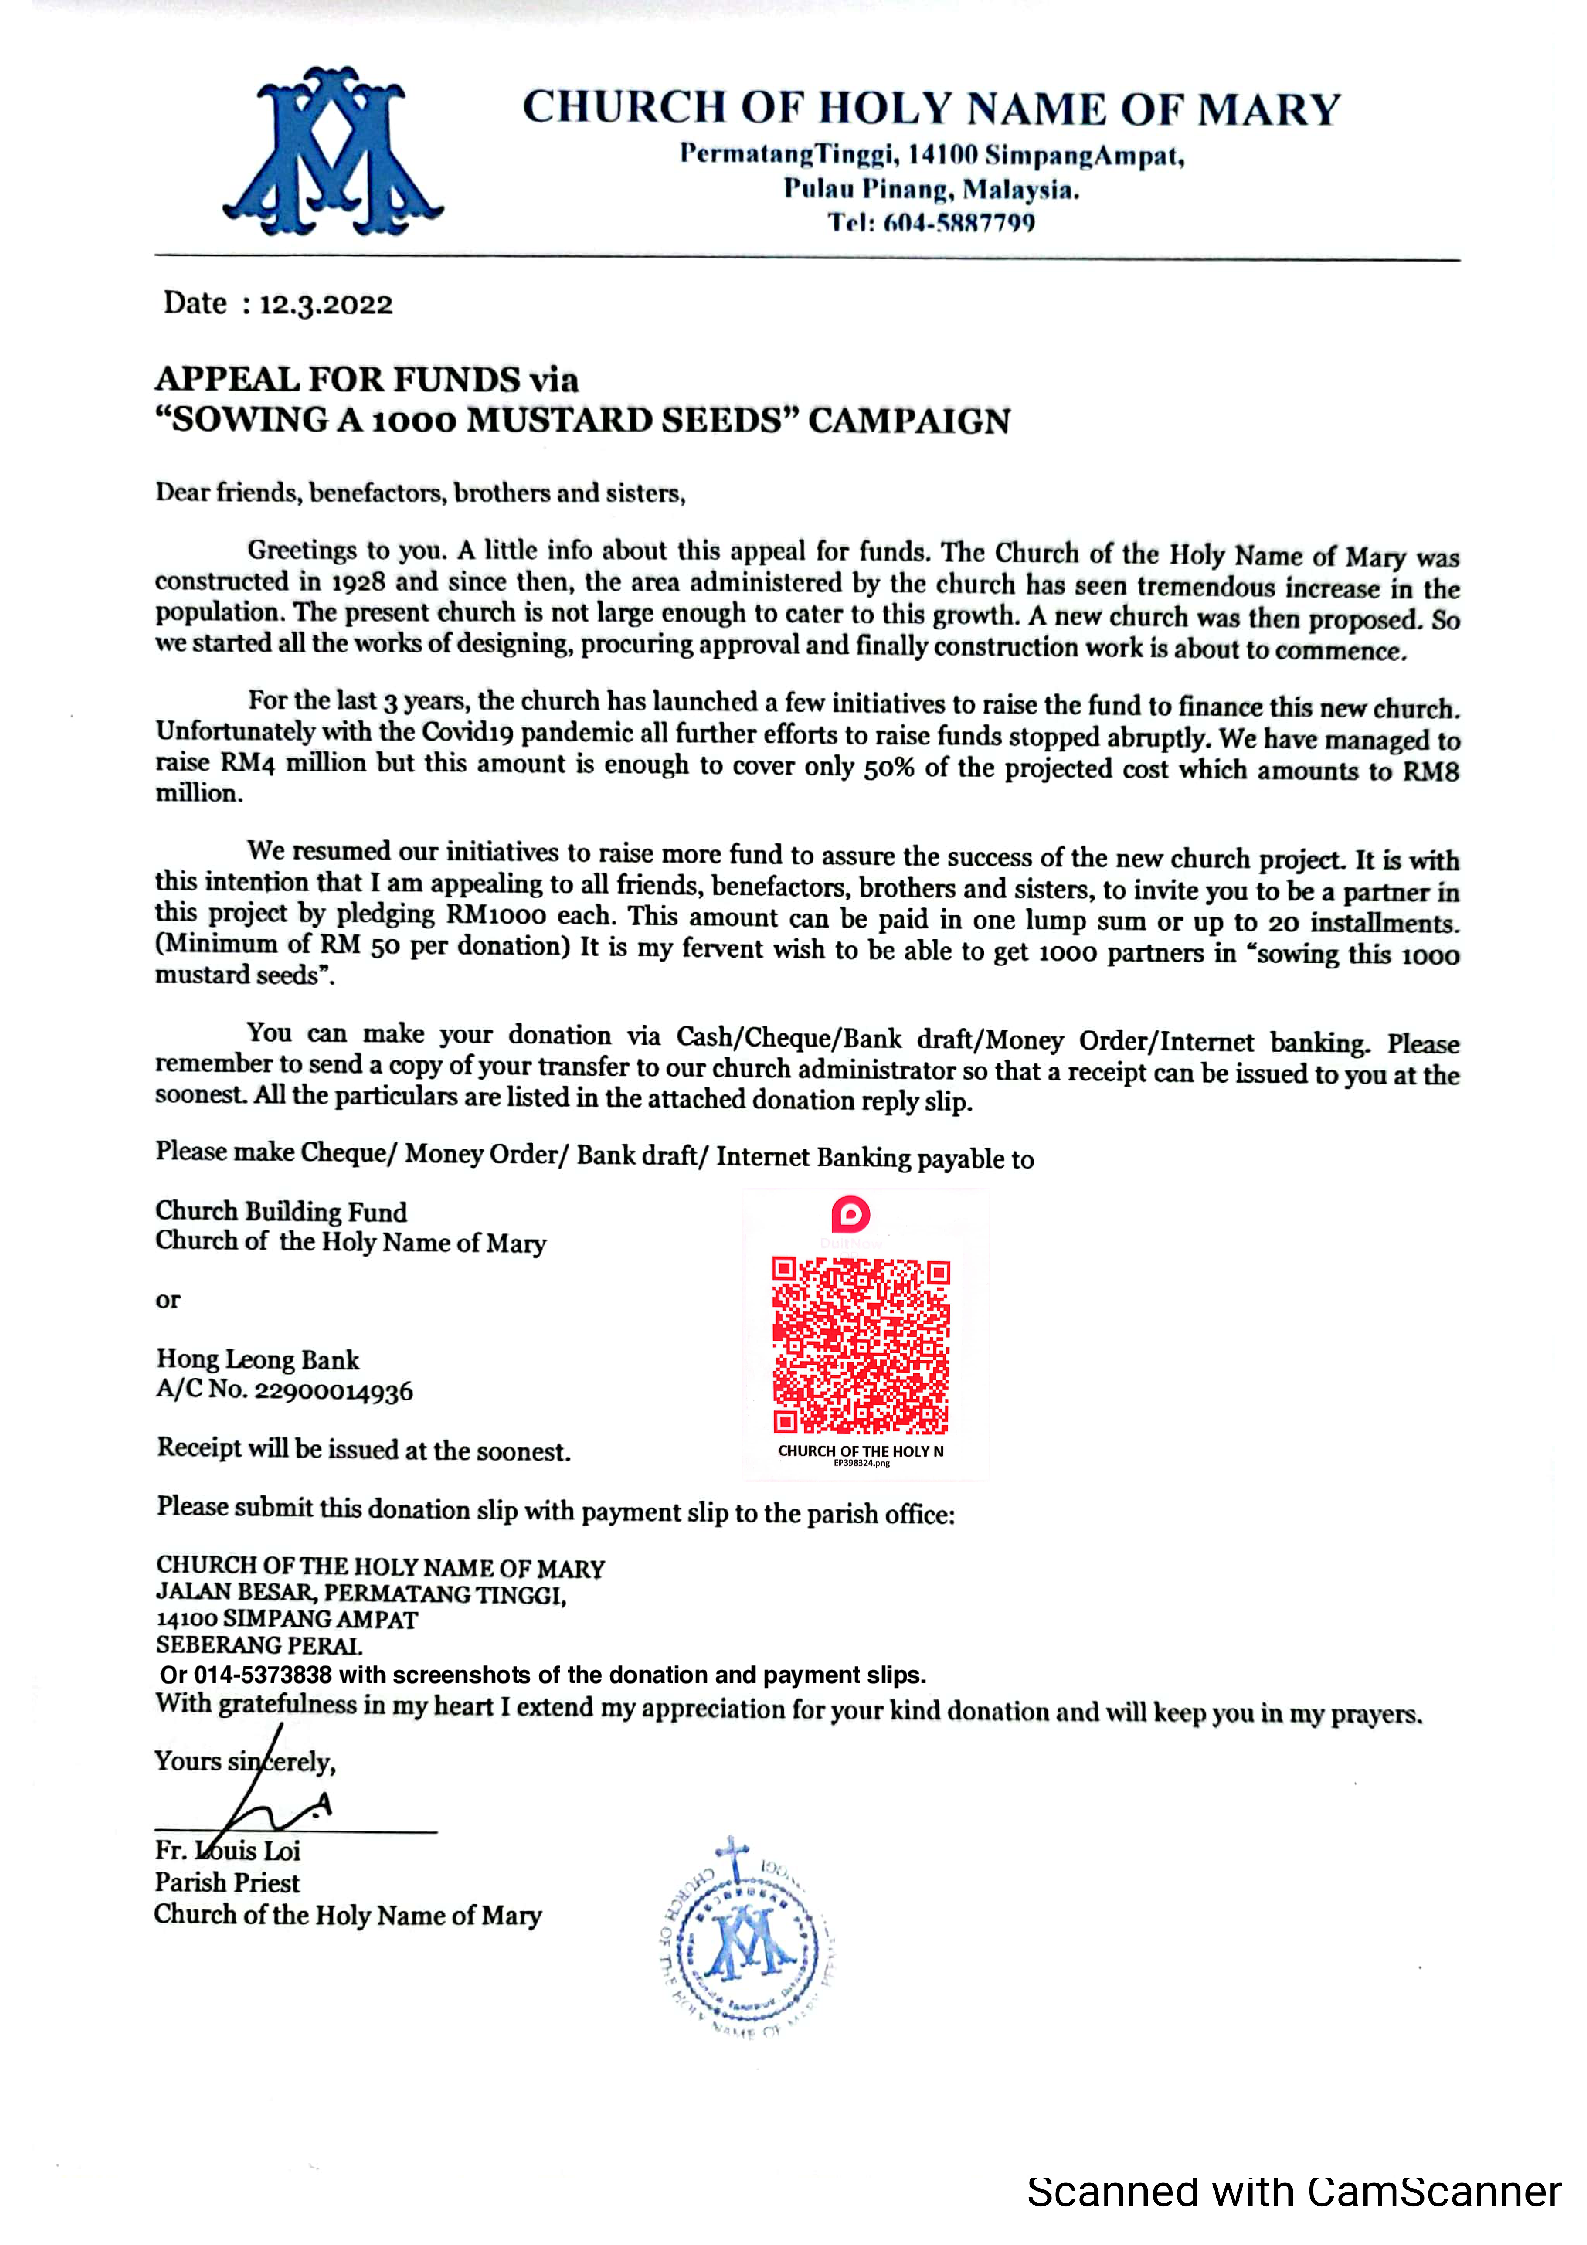 CHURCH OF HOLY NAME OF MARY
PermatangTinggi, 14100 SimpangAmpat,
Pulau Pinang, Malaysia.
Tel: 604-5887799
Date : 12.3.2022
APPEAL FOR FUNDS via
“SOWING A 1000 MUSTARD SEEDS” CAMPAIGN
Dear friends, benefactors, brothers and sisters,
Greetings to you. A little info about this appeal for funds. The Church of the Holy Name of Mary was
constructed in 1928 and since then, the area administered by the church has seen tremendous increase in the
population. The present church is not large enough to cater to this growth. A new church was then proposed. So
we started all the works of designing, procuring approval and finally construction work is about to commence.
For the last 3 years, the church has launched a few initiatives to raise the fund to finance this new church.
Unfortunately with the Covid19 pandemic all further efforts to raise funds stopped abruptly. We have managed to
raise RM4 million but this amount is enough to cover only 50% of the projected cost which amounts to RM8
million.
We resumed our initiatives to raise more fund to assure the success of the new church project. It is with
this intention that I am appealing to all friends, benefactors, brothers and sisters, to invite you to be a partner in
this project by pledging RM1000 each. This amount can be paid in one lump sum or up to 20 installments.
(Minimum of RM 50 per donation) It is my fervent wish to be able to get 1000 partners in “sowing this 1000
mustard seeds”.
You can make your donation via Cash/Cheque/Bank draft/Money Order/Internet banking. Please
remember to send a copy of your transfer to our church administrator so that a receipt can be issued to you at the
soonest. All the particulars are listed in the attached donation reply slip.
Please make Cheque/ Money Order/ Bank draft/ Internet Banking payable to
Church Building Fund
Church of the Holy Name of Mary
or
Hong Leong Bank
A/C No. 22900014936
DuitNow
CHURCH OF THE HOLY N
EP398324.png
Receipt will be issued at the soonest.
Please submit this donation slip with payment slip to the parish office:
CHURCH OF THE HOLY NAME OF MARY
JALAN BESAR, PERMATANG TINGGI,
14100 SIMPANG AMPAT
SEBERANG PERAI.
Or 014-5373838 with screenshots of the donation and payment slips.
With gratefulness in my heart I extend my appreciation for your kind donation and will keep you in my prayers.
Yours sincerely,
Fr. Louis Loi
Parish Priest
Church of the Holy Name of Mary
CHURCH OF THE HOLY NAME OF MARY
Scanned with CamScanner